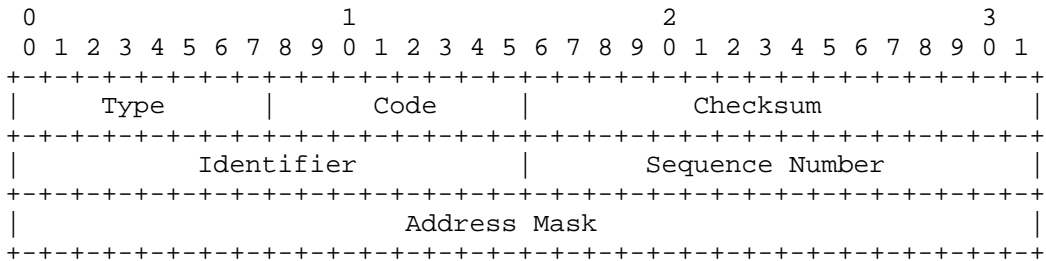 0                   1                   2                   3
 0 1 2 3 4 5 6 7 8 9 0 1 2 3 4 5 6 7 8 9 0 1 2 3 4 5 6 7 8 9 0 1
+-+-+-+-+-+-+-+-+-+-+-+-+-+-+-+-+-+-+-+-+-+-+-+-+-+-+-+-+-+-+-+-+
|     Type      |      Code     |          Checksum             |
+-+-+-+-+-+-+-+-+-+-+-+-+-+-+-+-+-+-+-+-+-+-+-+-+-+-+-+-+-+-+-+-+
|           Identifier          |       Sequence Number         |
+-+-+-+-+-+-+-+-+-+-+-+-+-+-+-+-+-+-+-+-+-+-+-+-+-+-+-+-+-+-+-+-+
|                        Address Mask                           |
+-+-+-+-+-+-+-+-+-+-+-+-+-+-+-+-+-+-+-+-+-+-+-+-+-+-+-+-+-+-+-+-+